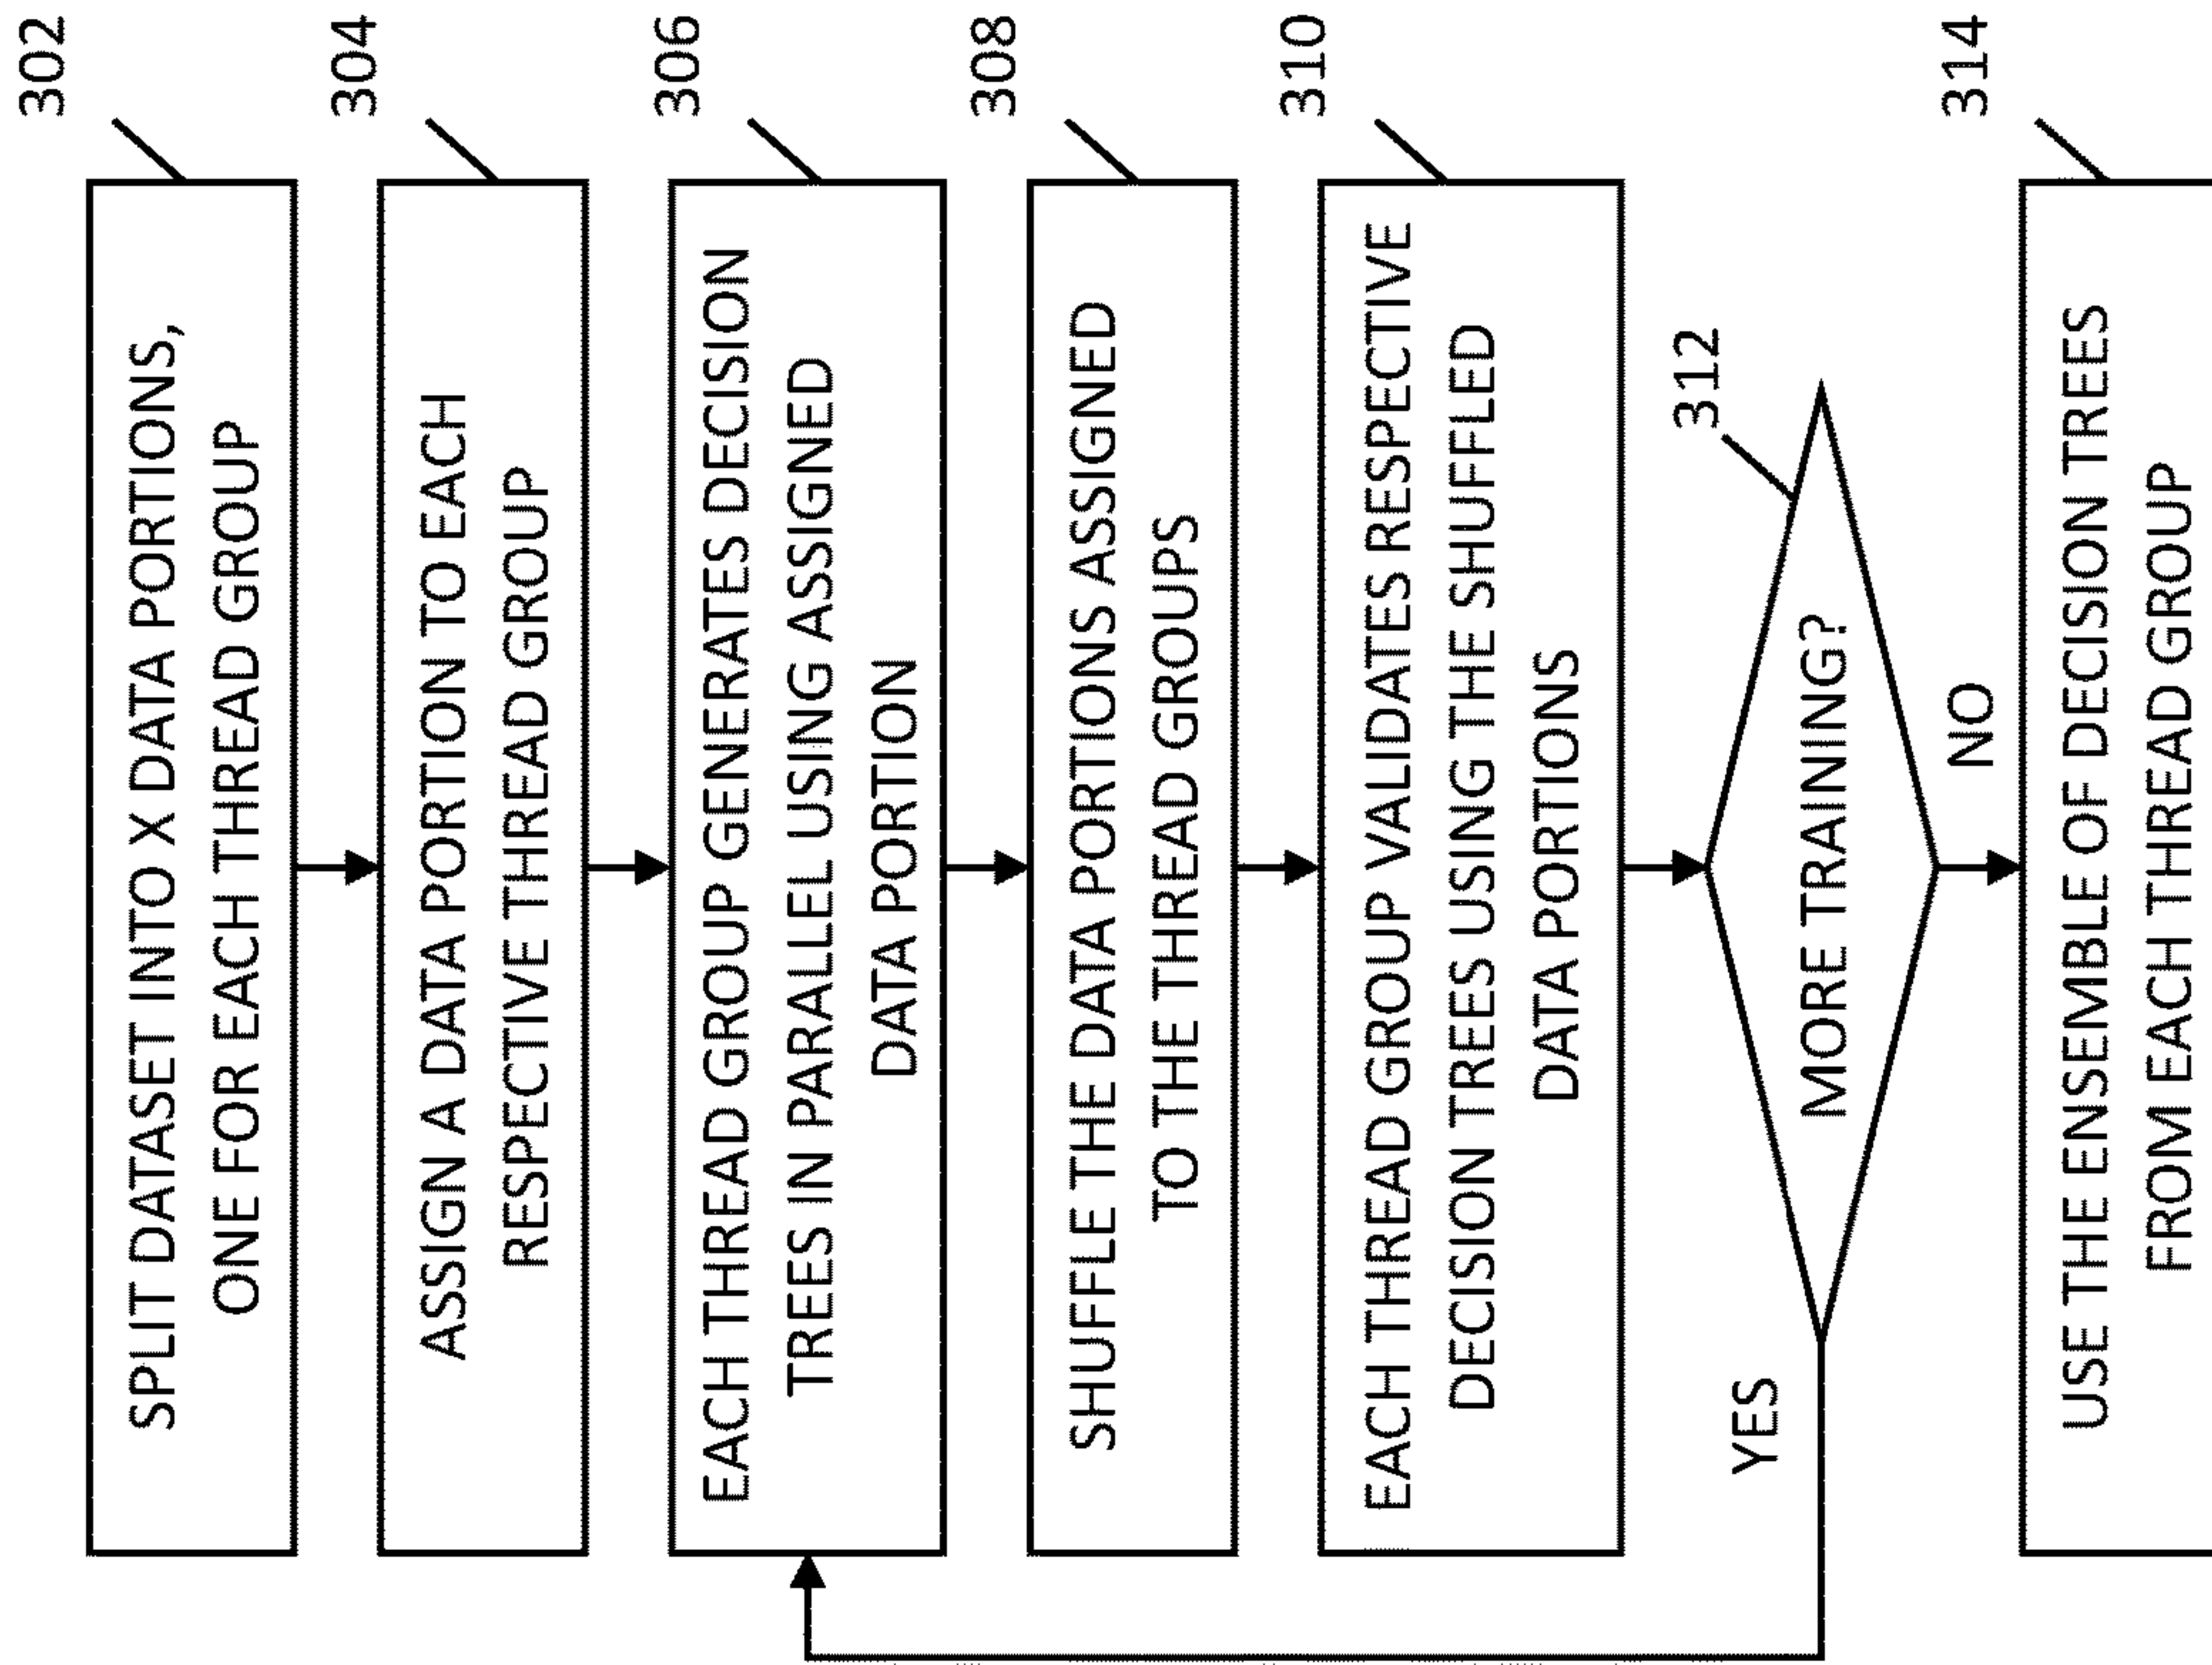 302
SPLIT DATASET INTO X DATA PORTIONS,
ONE FOR EACH THREAD GROUP
304
ASSIGN A DATA PORTION TO EACH
RESPECTIVE THREAD GROUP
306
EACH THREAD GROUP GENERATES DECISION
TREES IN PARALLEL USING ASSIGNED
DATA PORTION
308
SHUFFLE THE DATA PORTIONS ASSIGNED
TO THE THREAD GROUPS
310
EACH THREAD GROUP VALIDATES RESPECTIVE
DECISION TREES USING THE SHUFFLED
DATA PORTIONS
312
MORE TRAINING?
YES
NO
314
USE THE ENSEMBLE OF DECISION TREES
FROM EACH THREAD GROUP